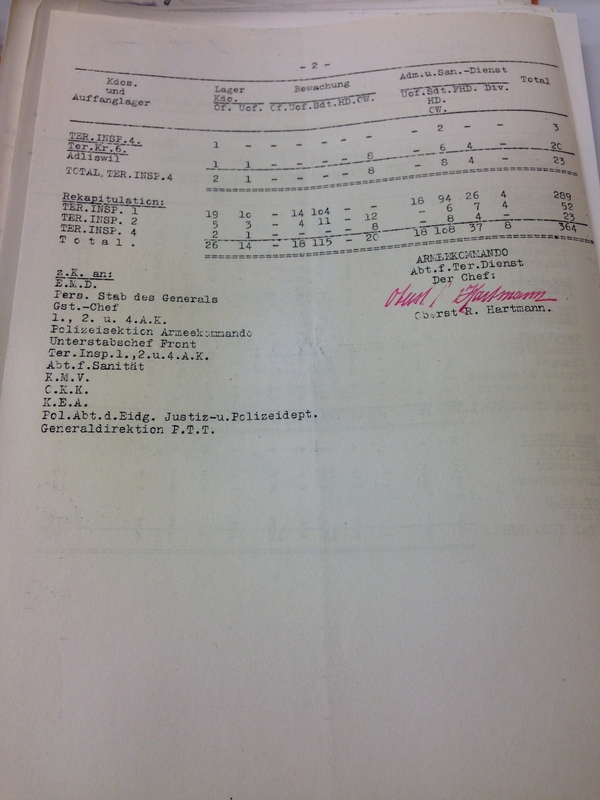 - 2 -
Kdos. und Auffanglager Lager Kdo. Bewachung Adm.u.San.-Dienst Total
Of. Uof. Of.Uof.Sdt.HD.CW. Uof.Sdt.FHD. Div.
HD.
CW.
TER.INSP.4.
Ter.Kr.6. 1 - - - - - - - 2 - - 3
Adliswil 1 1 - - - - 8 - 6 4 - 20
TOTAL TER.INSP.4 2 1 - - - - 8 - 8 4 - 23
Rekapitulation:
TER.INSP. 1 19 10 - 14 104 - - 18 94 26 4 289
TER.INSP. 2 5 3 - 4 11 - 12 - 6 7 4 52
TER.INSP. 4 2 1 - - - - 8 - 8 4 - 23
T o t a l . 26 14 - 18 115 - 20 18 108 37 8 364
ARMEEKOMMANDO
Abt.f.Ter.Dienst
Der Chef:
Oberst R. Hartmann
Oberst R. Hartmann.
z.K. an:
E.M.D.
Pers. Stab des Generals
Gst.-Chef
1., 2. u. 4.A.K.
Polizeisektion Armeekommando
Unterstabschef Front
Ter.Insp.1.,2.u.4.A.K.
Abt.f.Sanität
K.M.V.
O.K.K.
K.E.A.
Pol.Abt.d.Eidg. Justiz-u.Polizeidept.
Generaldirektion P.T.T.